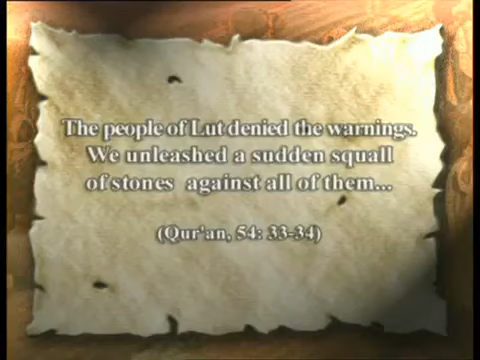 The people of Lut denied the warnings.
We unleashed a sudden squall
of stones against all of them...
(Qur'an, 54: 33-34)